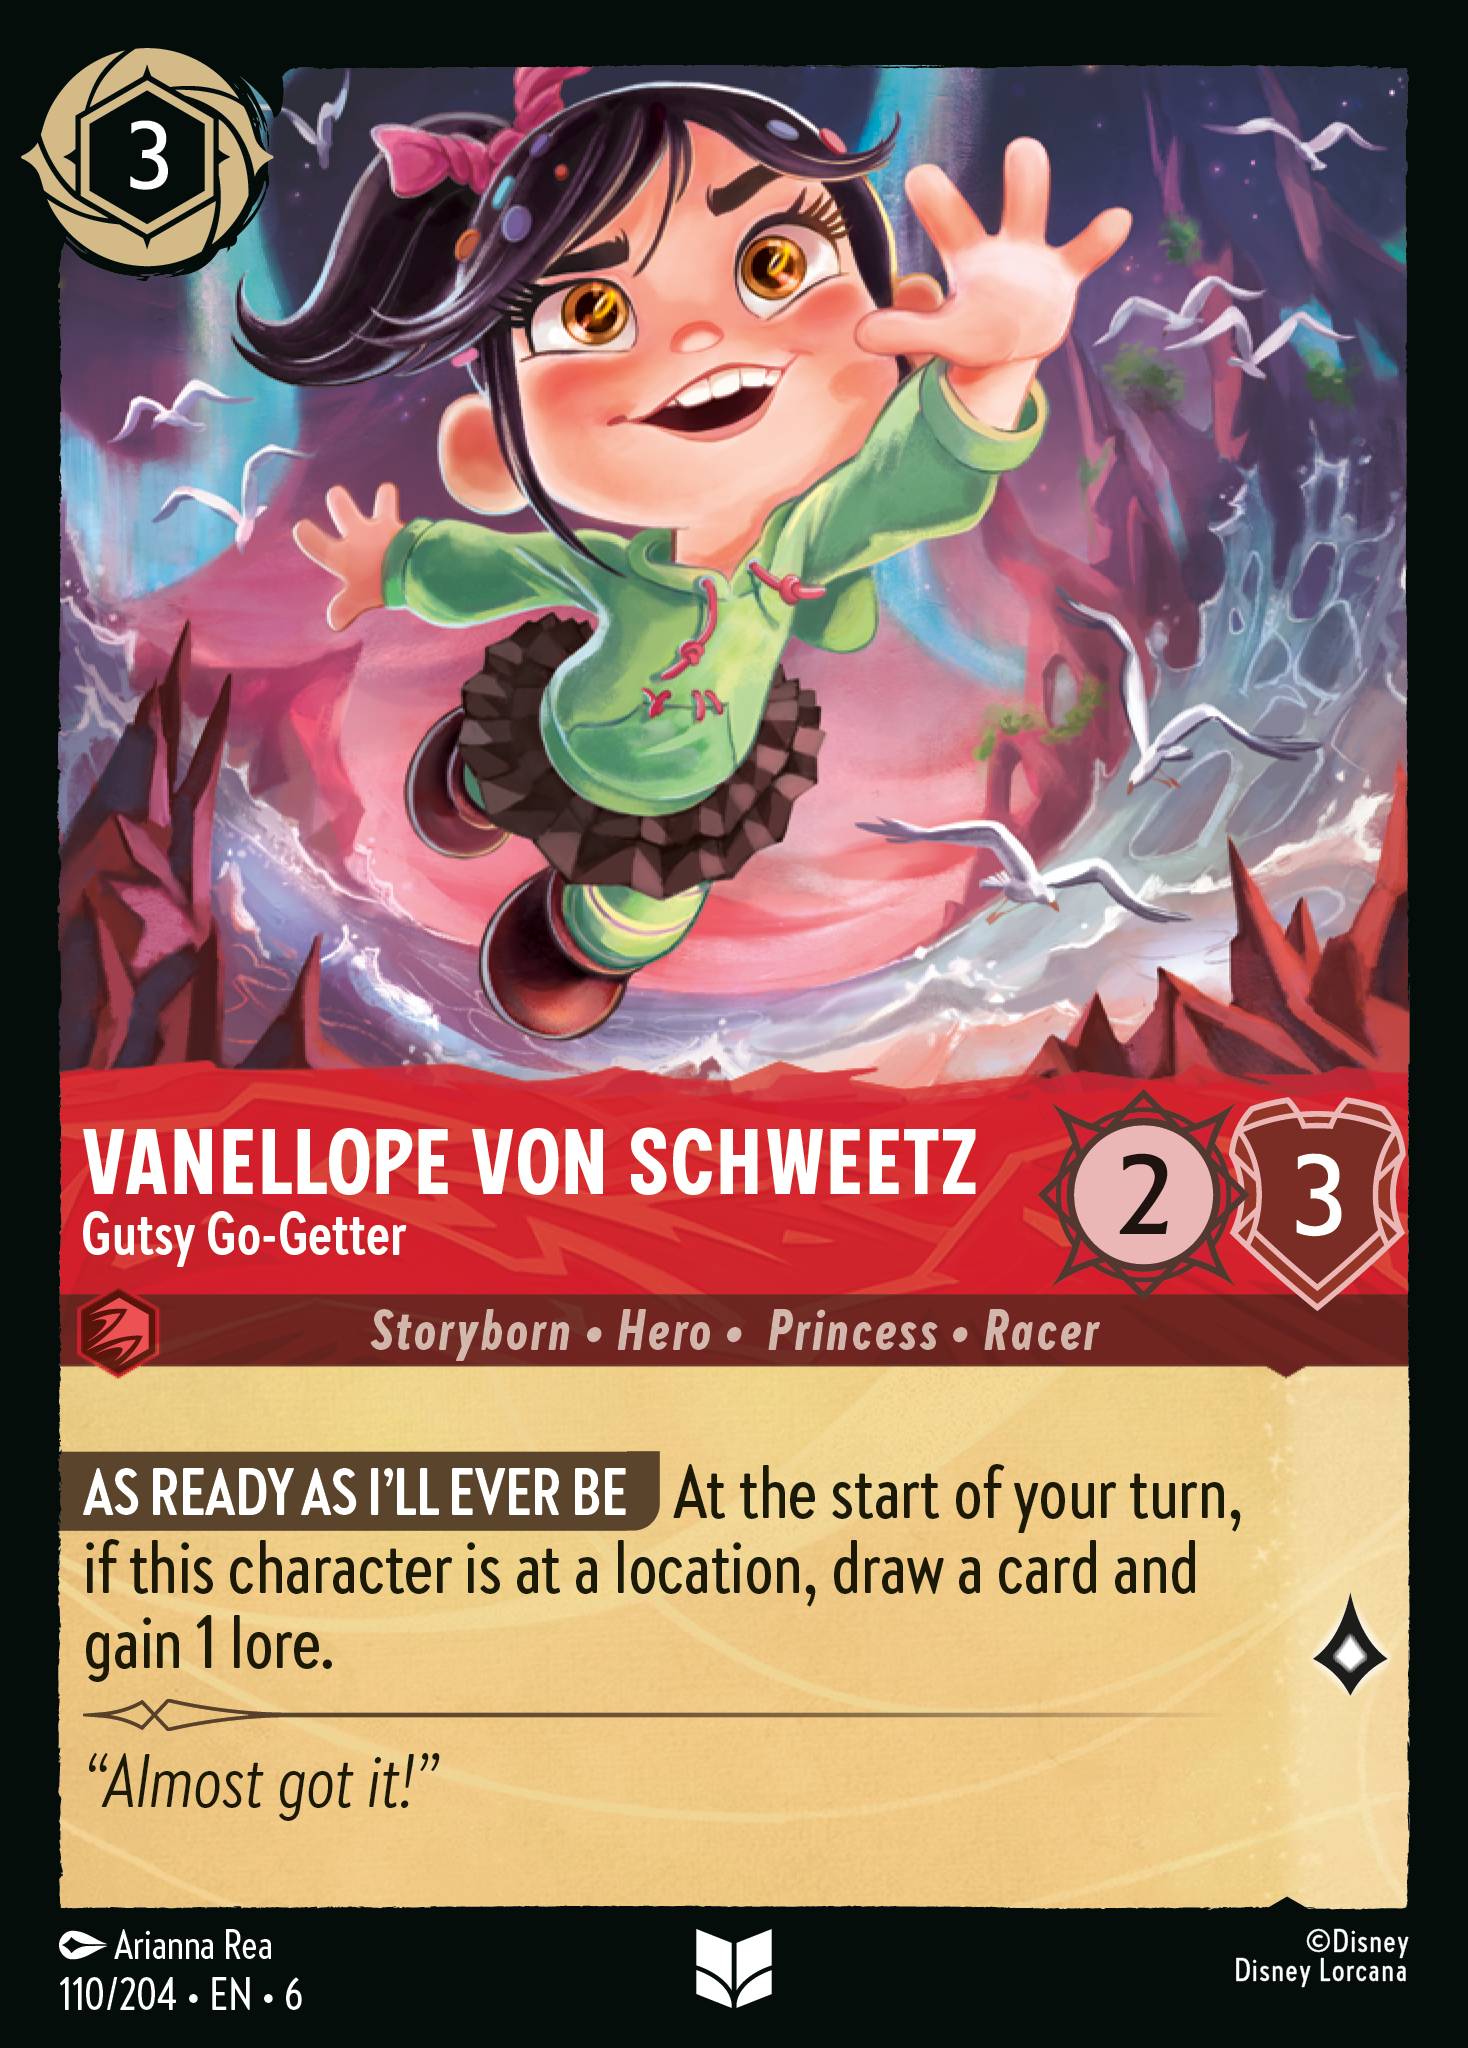 3
VANELLOPE VON SCHWEETZ
Gutsy Go-Getter
2
3
Storyborn • Hero • Princess • Racer
AS READY AS I’LL EVER BE At the start of your turn,
if this character is at a location, draw a card and
gain 1 lore.
“Almost got it!”
Arianna Rea
110/204 • EN • 6
©Disney
Disney Lorcana